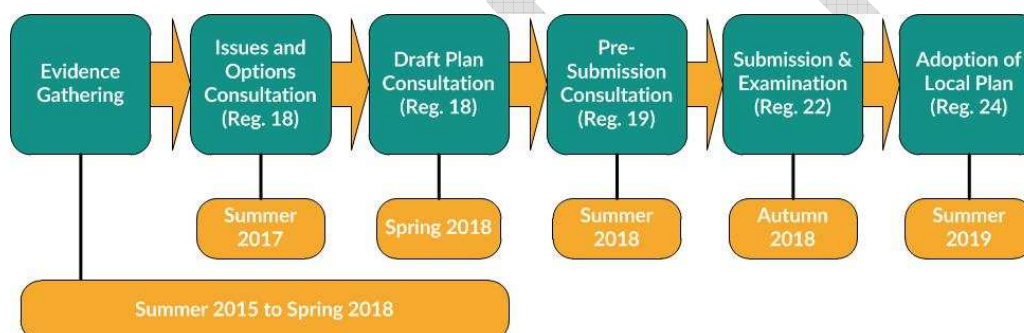 Evidence
Gathering
Issues and
Options
Consultation
(Reg. 18)
Draft Plan
Consultation
(Reg. 18)
Pre-
Submission
Consultation
(Reg. 19)
Submission &
Examination
(Reg. 22)
Adoption of
Local Plan
(Reg. 24)
Summer
2017
Spring 2018
Summer
2018
Autumn
2018
Summer
2019
Summer 2015 to Spring 2018